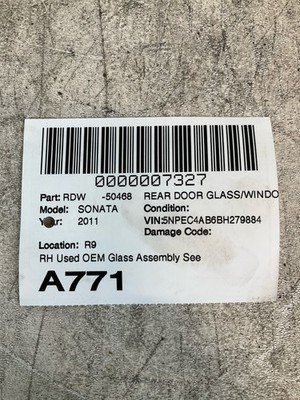 0000007327
Part: RDW -50468 REAR DOOR GLASS/WINDO
Model: SONATA Condition:
Year: 2011 VIN:5NPEC4AB6BH279884
Damage Code:
Location: R9
RH Used OEM Glass Assembly See
A771